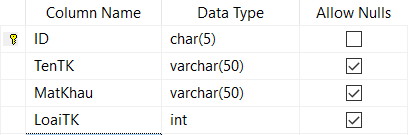 Column Name Data Type Allow Nulls
ID char(5)
TenTK varchar(50)
MatKhau varchar(50)
LoaiTK int